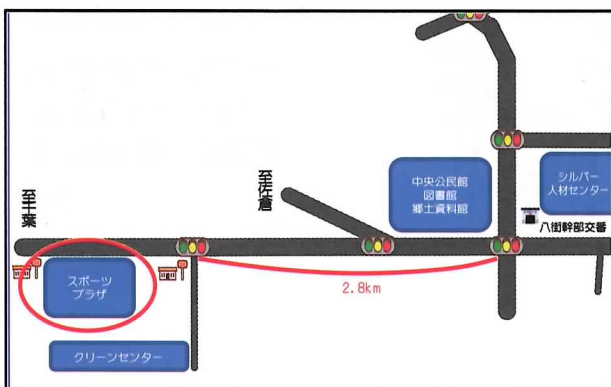 至千葉
至佐倉
中央公民館
図書館
郷土資料館
シルバー
人材センター
八街幹部交番
スポーツ
プラザ
2.8km
クリーンセンター